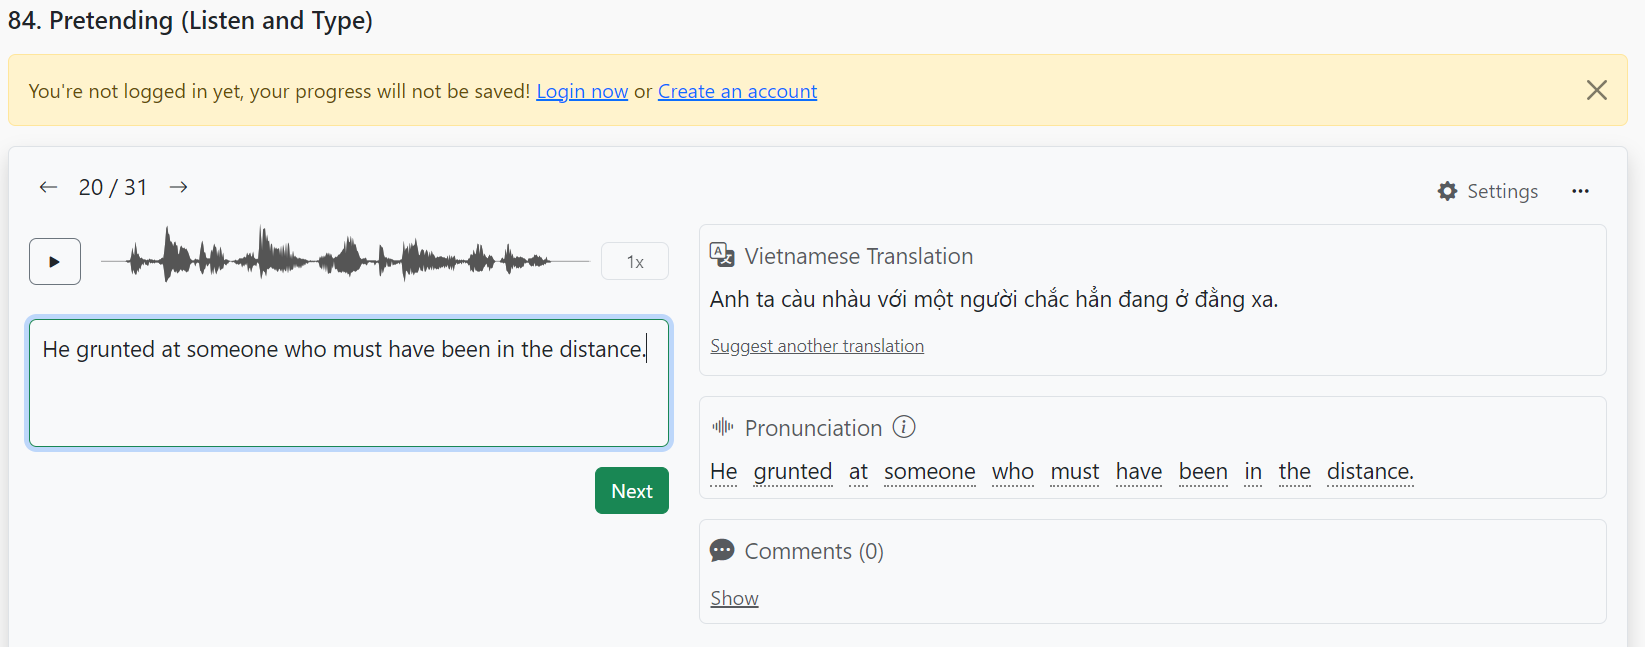 84. Pretending (Listen and Type)
You're not logged in yet, your progress will not be saved! Login now or Create an account
20 / 31
Settings
1x
He grunted at someone who must have been in the distance.
Next
Vietnamese Translation
Anh ta càu nhàu với một người chắc hẳn đang ở đằng xa.
Suggest another translation
Pronunciation
He grunted at someone who must have been in the distance.
Comments (0)
Show